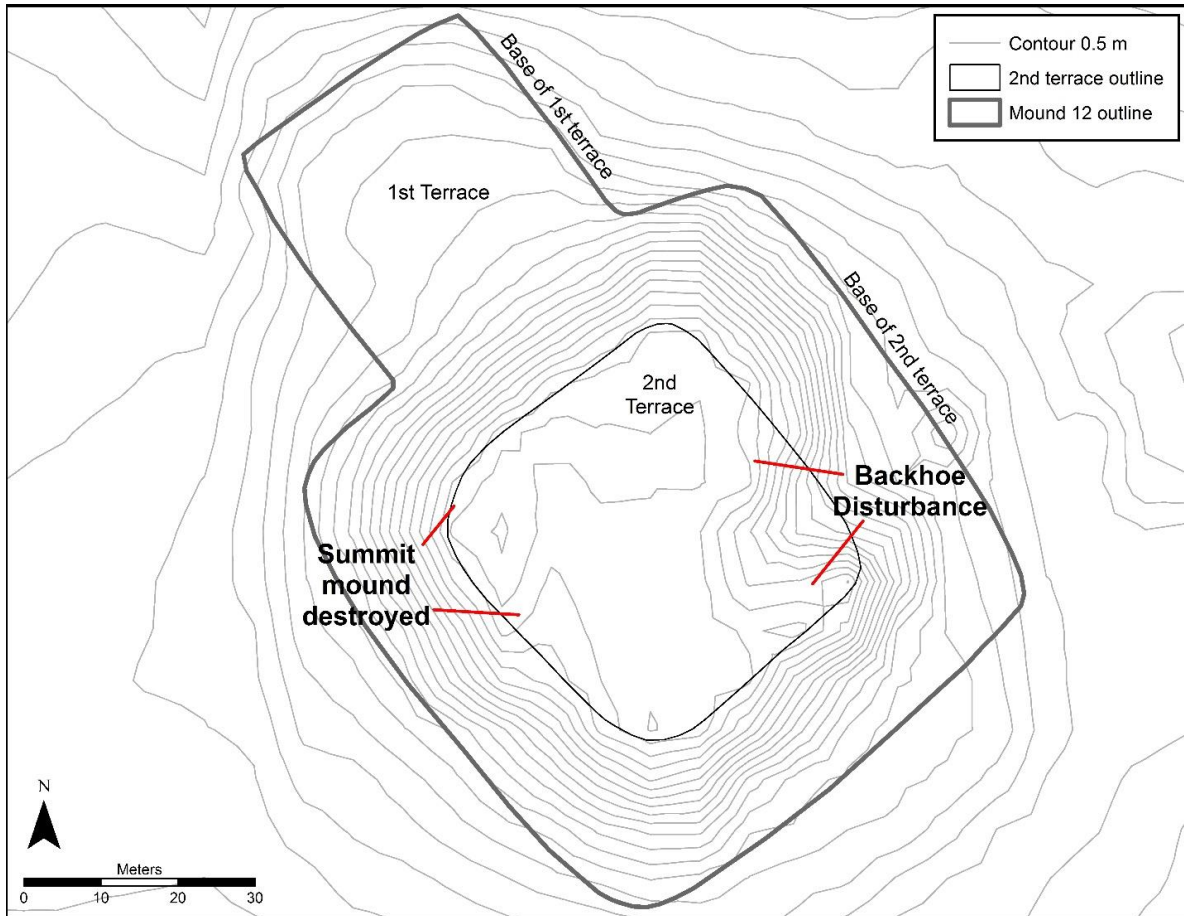 Contour 0.5 m
2nd terrace outline
Mound 12 outline
Base of 1st terrace
1st Terrace
Base of 2nd terrace
2nd
Terrace
Backhoe
Disturbance
Summit
mound
destroyed
N
Meters
0 10 20 30